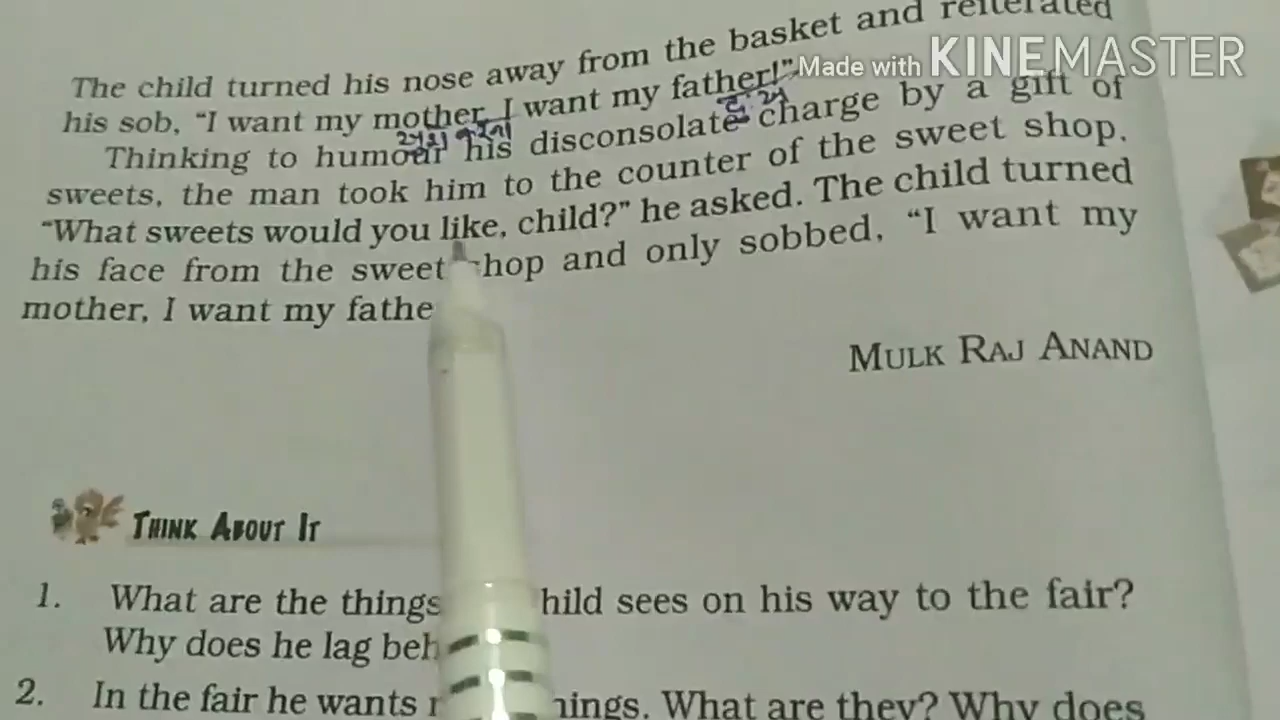 The child turned his nose away from the basket and reiterated
Made with KINEMASTER
his sob, “I want my mother, I want my father!”
Thinking to humour his disconsolate charge by a gift of
sweets, the man took him to the counter of the sweet shop.
“What sweets would you like, child?” he asked. The child turned
his face from the sweet shop and only sobbed, “I want my
mother, I want my fathe
MULK RAJ ANAND
THINK ABOUT IT
1. What are the things hild sees on his way to the fair?
Why does he lag beh
2. In the fair he wants hings. What are they? Why does